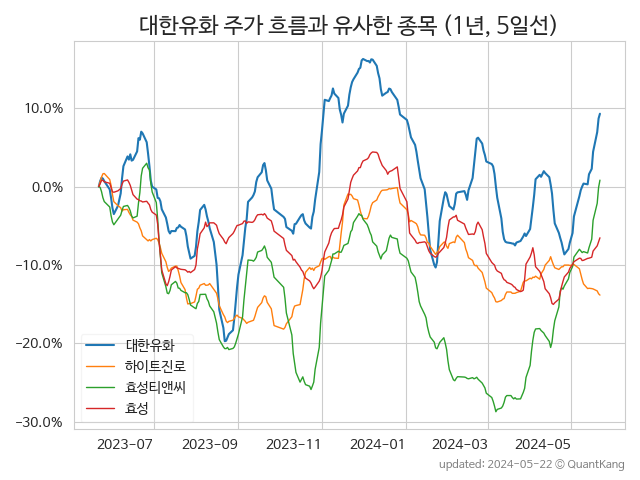 대한유화 주가 흐름과 유사한 종목 (1년, 5일선)
10.0%
0.0%
−10.0%
−20.0%
−30.0%
대한유화
하이트진로
효성티앤씨
효성
2023-07
2023-09
2023-11
2024-01
2024-03
2024-05
updated: 2024-05-22 © QuantKang